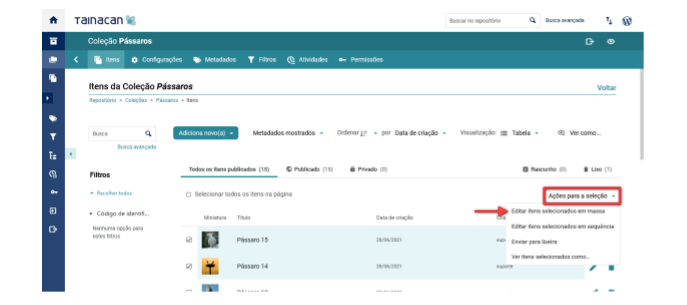 Tainacan
Buscar no repositório
Busca avançada
Coleção Pássaros
Itens
Configurações
Metadados
Filtros
Atividades
Permissões
Itens da Coleção Pássaros
Voltar
Repositório > Coleções > Pássaros > Itens
Busca
Adiciona novo(a)
Metadados mostrados
Ordenar
por Data de criação
Visualização: Tabela
Ver como...
Busca avançada
Filtros
Todos os itens publicados (15)
Publicado (15)
Privado (0)
Rascunho (0)
Lixo (1)
Recolher todos
Selecionar todos os itens na página
Ações para a seleção
Código de identifi...
Nenhuma opção para
estes filtros
Miniatura
Título
Data de criação
Editar itens selecionados em massa
Editar itens selecionados em sequência
Enviar para lixeira
Ver itens selecionados como...
Pássaro 15
28/06/2021
Pássaro 14
28/06/2021
suporte